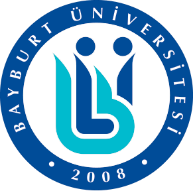 BAYBURT ÜNİVERSİTESİ
• 2008 •